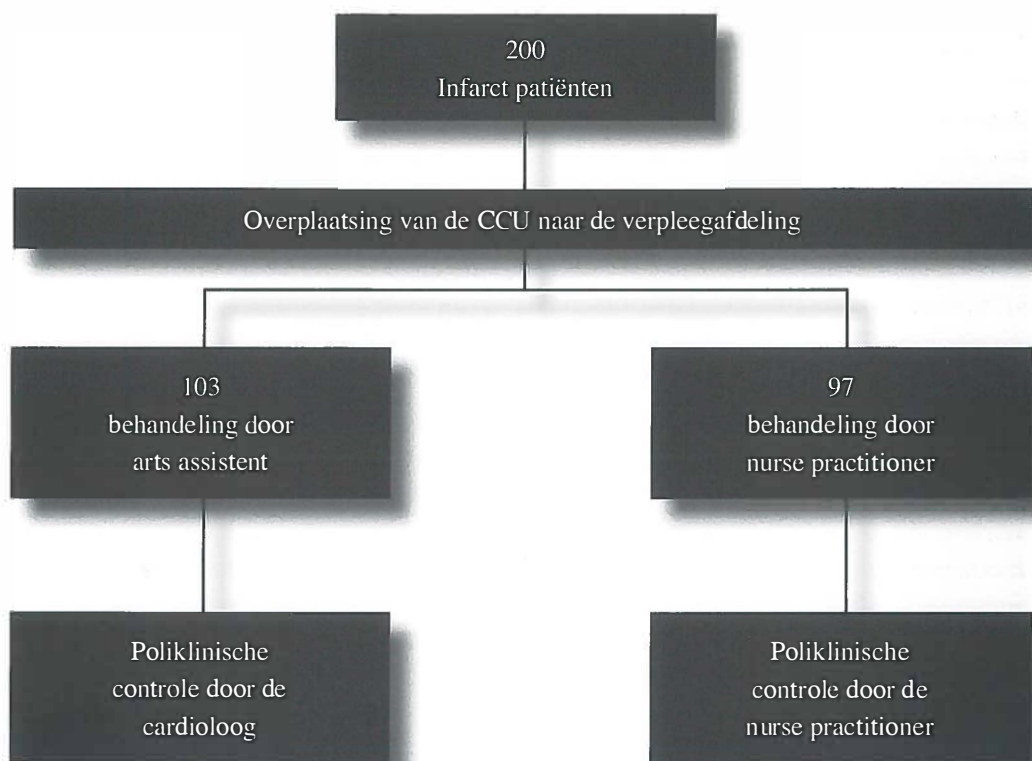 200
Infarct patiënten
Overplaatsing van de CCU naar de verpleegafdeling
103
behandeling door
arts assistent
97
behandeling door
nurse practitioner
Poliklinische
controle door de
cardioloog
Poliklinische
controle door de
nurse practitioner